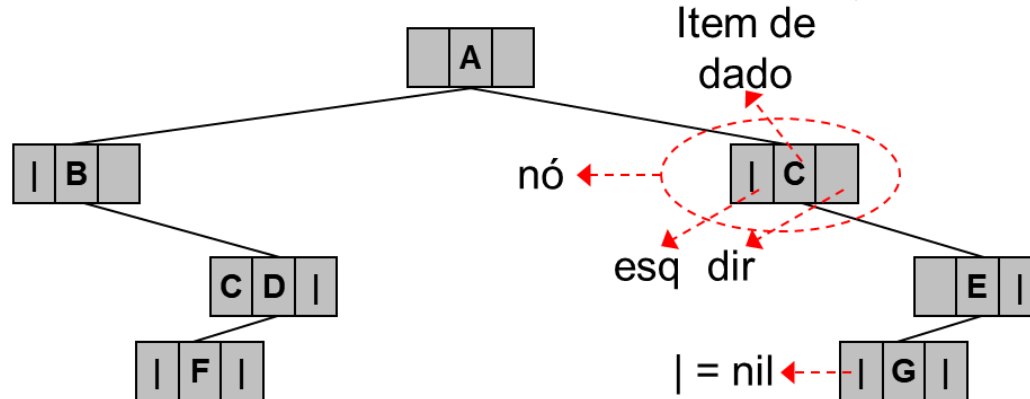 Item de
dado
A
| B
nó
| C
esq dir
C D |
E |
| F |
| = nil
| G |